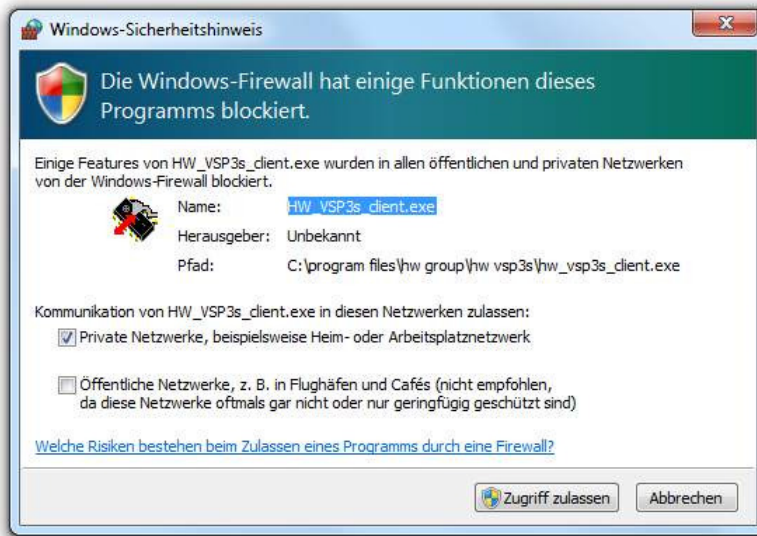 Windows-Sicherheitshinweis
Die Windows-Firewall hat einige Funktionen dieses
Programms blockiert.
Einige Features von HW_VSP3s_client.exe wurden in allen öffentlichen und privaten Netzwerken
von der Windows-Firewall blockiert.
Name: HW_VSP3s_client.exe
Herausgeber: Unbekannt
Pfad: C:\program files\hw group\hw vsp3s\hw_vsp3s_client.exe
Kommunikation von HW_VSP3s_client.exe in diesen Netzwerken zulassen:
Private Netzwerke, beispielsweise Heim- oder Arbeitsplatznetzwerk
Öffentliche Netzwerke, z. B. in Flughäfen und Cafés (nicht empfohlen,
da diese Netzwerke oftmals gar nicht oder nur geringfügig geschützt sind)
Welche Risiken bestehen beim Zulassen eines Programms durch eine Firewall?
Zugriff zulassen Abbrechen